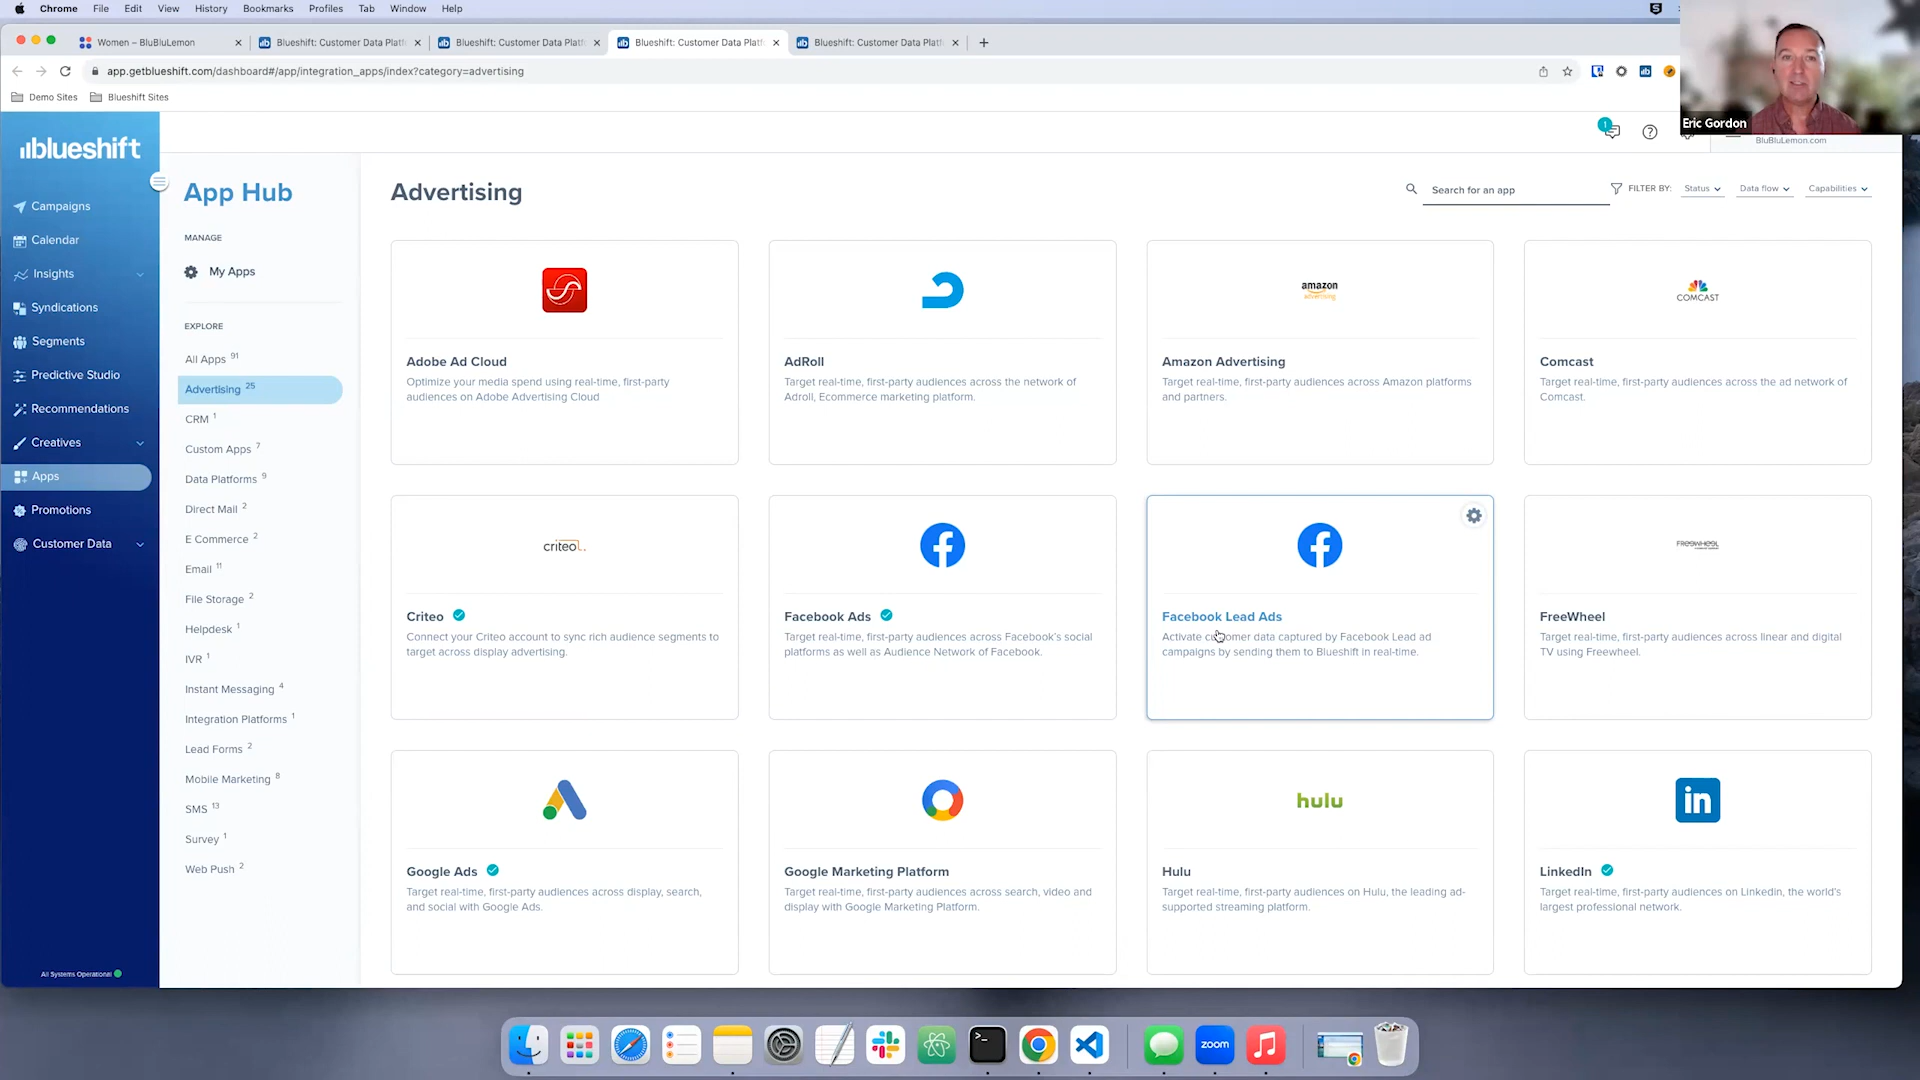 Chrome File Edit View History Bookmarks Profiles Tab Window Help
Women – BluBluLemon
Blueshift: Customer Data Platf
Blueshift: Customer Data Platf
Blueshift: Customer Data Platf
Blueshift: Customer Data Platf
app.getblueshift.com/dashboard#/app/integration_apps/index?category=advertising
Demo Sites
Blueshift Sites
Eric Gordon
BluBluLemon.com
1
blueshift
Campaigns
Calendar
Insights
Syndications
Segments
Predictive Studio
Recommendations
Creatives
Apps
Promotions
Customer Data
All Systems Operational
App Hub
MANAGE
My Apps
EXPLORE
All Apps 91
Advertising 25
CRM 1
Custom Apps 7
Data Platforms 9
Direct Mail 2
E Commerce 2
Email 11
File Storage 2
Helpdesk 1
IVR 1
Instant Messaging 4
Integration Platforms 1
Lead Forms 2
Mobile Marketing 8
SMS 13
Survey 1
Web Push 2
Advertising
Search for an app
FILTER BY: Status Data flow Capabilities
Adobe Ad Cloud
Optimize your media spend using real-time, first-party
audiences on Adobe Advertising Cloud
AdRoll
Target real-time, first-party audiences across the network of
Adroll, Ecommerce marketing platform.
amazon
advertising
Amazon Advertising
Target real-time, first-party audiences across Amazon platforms
and partners.
COMCAST
Comcast
Target real-time, first-party audiences across the ad network of
Comcast.
criteo
Criteo
Connect your Criteo account to sync rich audience segments to
target across display advertising.
Facebook Ads
Target real-time, first-party audiences across Facebook's social
platforms as well as Audience Network of Facebook.
Facebook Lead Ads
Activate customer data captured by Facebook Lead ad
campaigns by sending them to Blueshift in real-time.
FREEWHEEL
FreeWheel
Target real-time, first-party audiences across linear and digital
TV using Freewheel.
Google Ads
Target real-time, first-party audiences across display, search,
and social with Google Ads.
Google Marketing Platform
Target real-time, first-party audiences across search, video and
display with Google Marketing Platform.
hulu
Hulu
Target real-time, first-party audiences on Hulu, the leading ad-
supported streaming platform.
in
LinkedIn
Target real-time, first-party audiences on Linkedin, the world's
largest professional network.
zoom